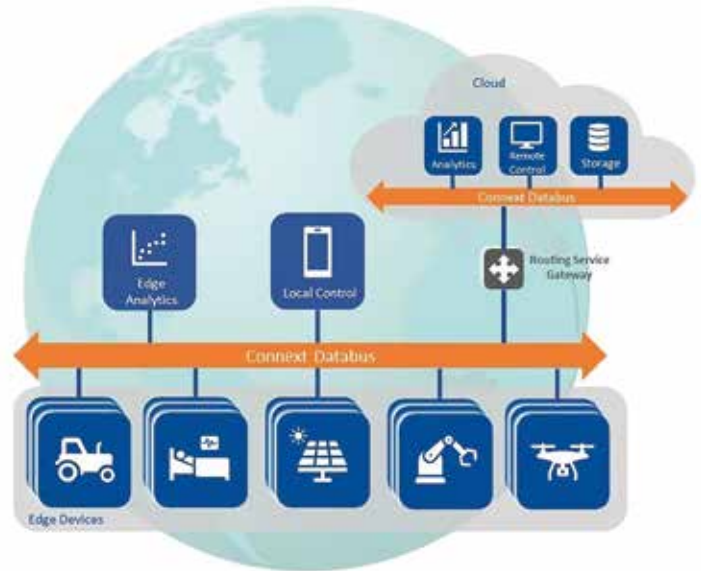 Cloud
Analytics
Remote
Control
Storage
Connext Databus
Routing Service
Gateway
Edge
Analytics
Local Control
Connext Databus
Edge Devices